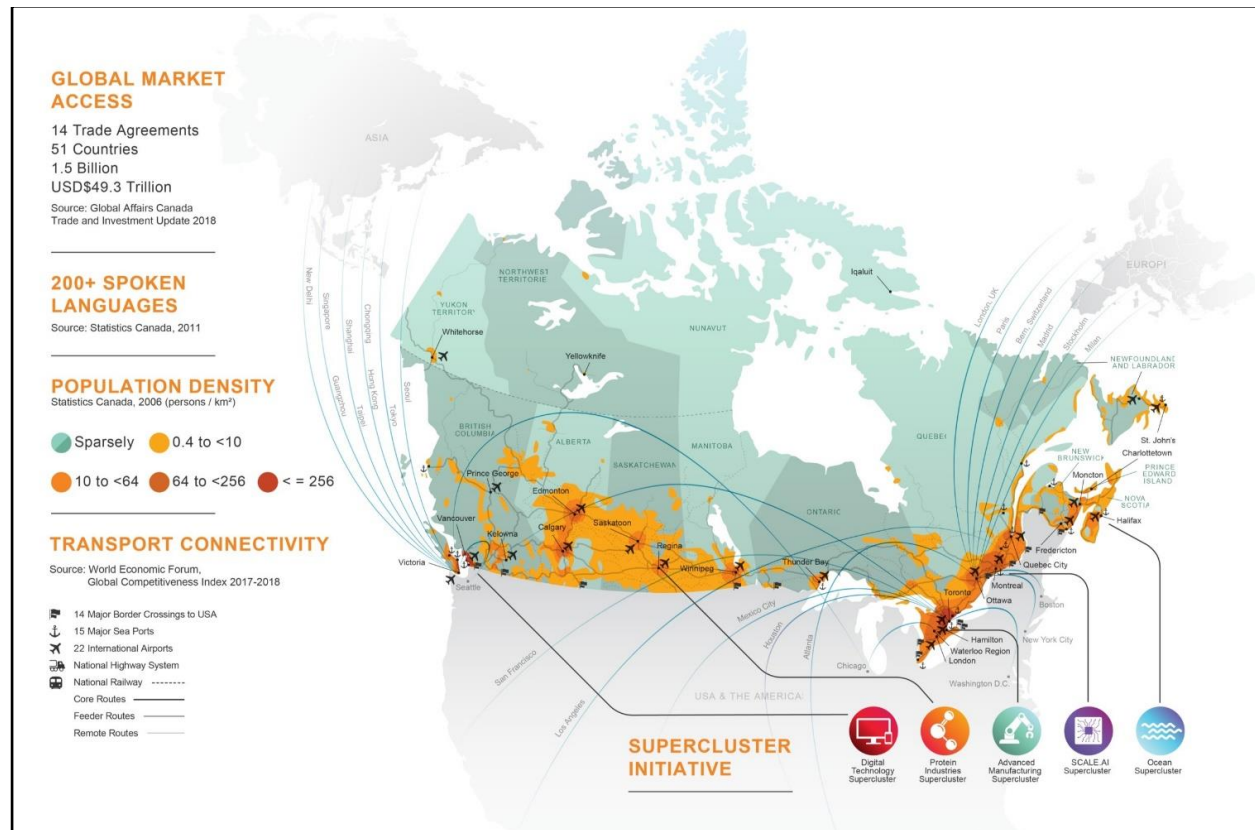 GLOBAL MARKET
ACCESS
14 Trade Agreements
51 Countries
1.5 Billion
USD$49.3 Trillion
Source: Global Affairs Canada
Trade and Investment Update 2018
200+ SPOKEN
LANGUAGES
Source: Statistics Canada, 2011
POPULATION DENSITY
Statistics Canada, 2006 (persons / km²)
Sparsely
0.4 to <10
10 to <64
64 to <256
< = 256
TRANSPORT CONNECTIVITY
Source: World Economic Forum,
Global Competitiveness Index 2017-2018
14 Major Border Crossings to USA
15 Major Sea Ports
22 International Airports
National Highway System
National Railway
Core Routes
Feeder Routes
Remote Routes
ASIA
EUROPE
New Delhi
Singapore
Shanghai
Chongqing
Guangzhou
Taipei
Hong Kong
Tokyo
Seoul
London, UK
Paris
Bern, Switzerland
Madrid
Stockholm
Milan
NORTHWEST
TERRITORIE
YUKON
TERRITOR
Whitehorse
Yellowknife
NUNAVUT
Iqaluit
BRITISH
COLUMBIA
ALBERTA
SASKATCHEWAN
MANITOBA
ONTARIO
QUEBEC
NEWFOUNDLAND
AND LABRADOR
St. John's
Charlottetown
NEW
BRUNSWICK
Moncton
PRINCE
EDWARD
ISLAND
NOVA
SCOTIA
Halifax
Prince George
Edmonton
Vancouver
Calgary
Saskatoon
Kelowna
Regina
Winnipeg
Thunder Bay
Victoria
Seattle
Fredericton
Quebec City
Montreal
Ottawa
Toronto
Boston
Hamilton
Waterloo Region
London
New York City
Washington D.C.
Chicago
Mexico City
Houston
Atlanta
San Francisco
Los Angeles
USA & THE AMERICA
SUPERCLUSTER
INITIATIVE
Digital
Technology
Supercluster
Protein
Industries
Supercluster
Advanced
Manufacturing
Supercluster
SCALE.AI
Supercluster
Ocean
Supercluster